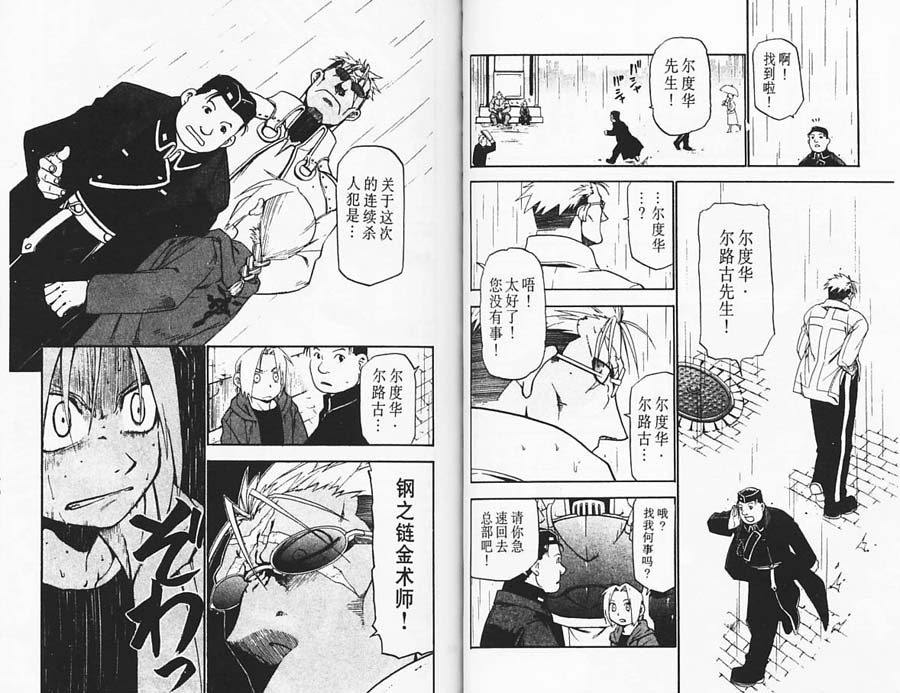 啊！
找到啦！
尔度华
先生！
バシャ
バシャ
尔度华·
尔路古先生！
…尔度华
…？
唔！
太好了！
您没有事！
尔度华·
尔路古…
哦？
找我何事吗？
请你急
速回去
总部吧！
关于这次
的连续杀
人犯是…
尔度华·
尔路古…
钢之链金术师！
ぞわっ